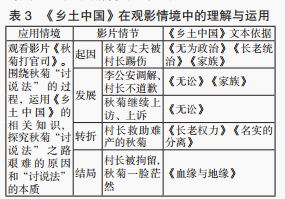 表 3 《乡土中国》在观影情境中的理解与运用
应用情境 影片情节 《乡土中国》文本依据
观看影片《秋菊打官司》。围绕秋菊“讨说法”的过程，运用《乡土中国》的相关知识，探究秋菊“讨说法”之路艰难的原因和“讨说法”的本质
起因 秋菊丈夫被村长踢伤 《无为政治》《长老统治》《家族》
发展 李公安调解、村长不道歉 《无讼》《家族》
秋菊继续上访、上诉 《无讼》
转折 村长救助难产的秋菊 《长老权力》《名实的分离》
结局 村长被拘留，秋菊一脸茫然 《血缘与地缘》